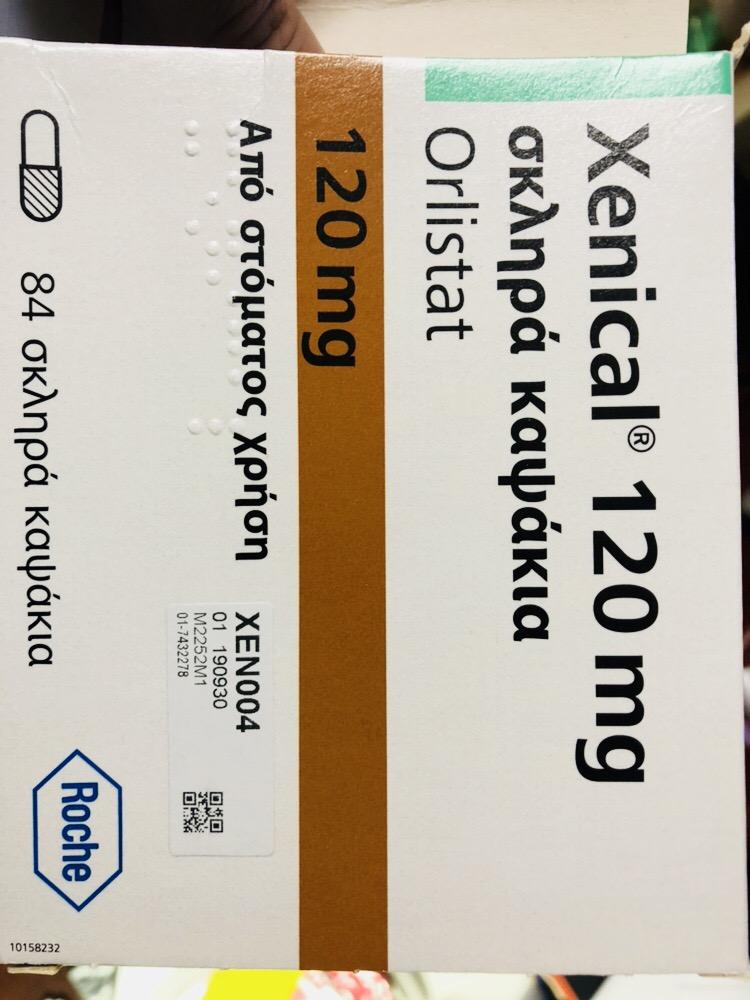 Xenical® 120 mg
σκληρά καψάκια
Orlistat
120 mg
Από στόματος χρήση
XEN004
01 190930
M2252M1
01-7432278
84 σκληρά καψάκια
Roche
10158232